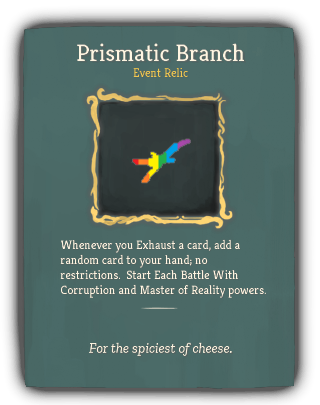 Prismatic Branch
Event Relic
Whenever you Exhaust a card, add a
random card to your hand; no
restrictions.  Start Each Battle With
Corruption and Master of Reality powers.
For the spiciest of cheese.